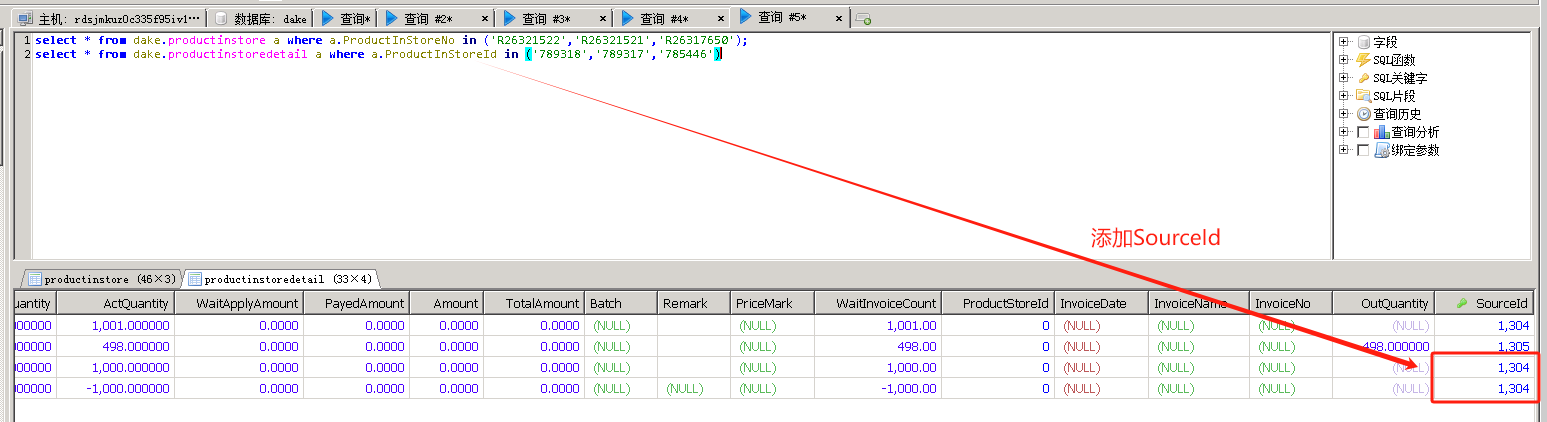 主机: rdsjmkuz0c335f95iv1··· 数据库: dake 查询* 查询 #2* × 查询 #3* × 查询 #4* × 查询 #5* ×
1 select * from dake.productinstore a where a.ProductInStoreNo in ('R26321522','R26321521','R26317650');
2 select * from dake.productinstoredetail a where a.ProductInStoreId in ('789318','789317','785446')
字段
SQL函数
SQL关键字
SQL片段
查询历史
查询分析
绑定参数
添加SourceId
productinstore (46×3) productinstoredetail (33×4)
uantity ActQuantity WaitApplyAmount PayedAmount Amount TotalAmount Batch Remark PriceMark WaitInvoiceCount ProductStoreId InvoiceDate InvoiceName InvoiceNo OutQuantity SourceId
000000 1,001.000000 0.0000 0.0000 0.0000 0.0000 (NULL) (NULL) 1,001.00 0 (NULL) (NULL) (NULL) (NULL) 1,304
000000 498.000000 0.0000 0.0000 0.0000 0.0000 (NULL) (NULL) 498.00 0 (NULL) (NULL) (NULL) 498.000000 1,305
000000 1,000.000000 0.0000 0.0000 0.0000 0.0000 (NULL) (NULL) 1,000.00 0 (NULL) (NULL) (NULL) (NULL) 1,304
000000 -1,000.000000 0.0000 0.0000 0.0000 0.0000 (NULL) (NULL) (NULL) -1,000.00 0 (NULL) (NULL) (NULL) (NULL) 1,304